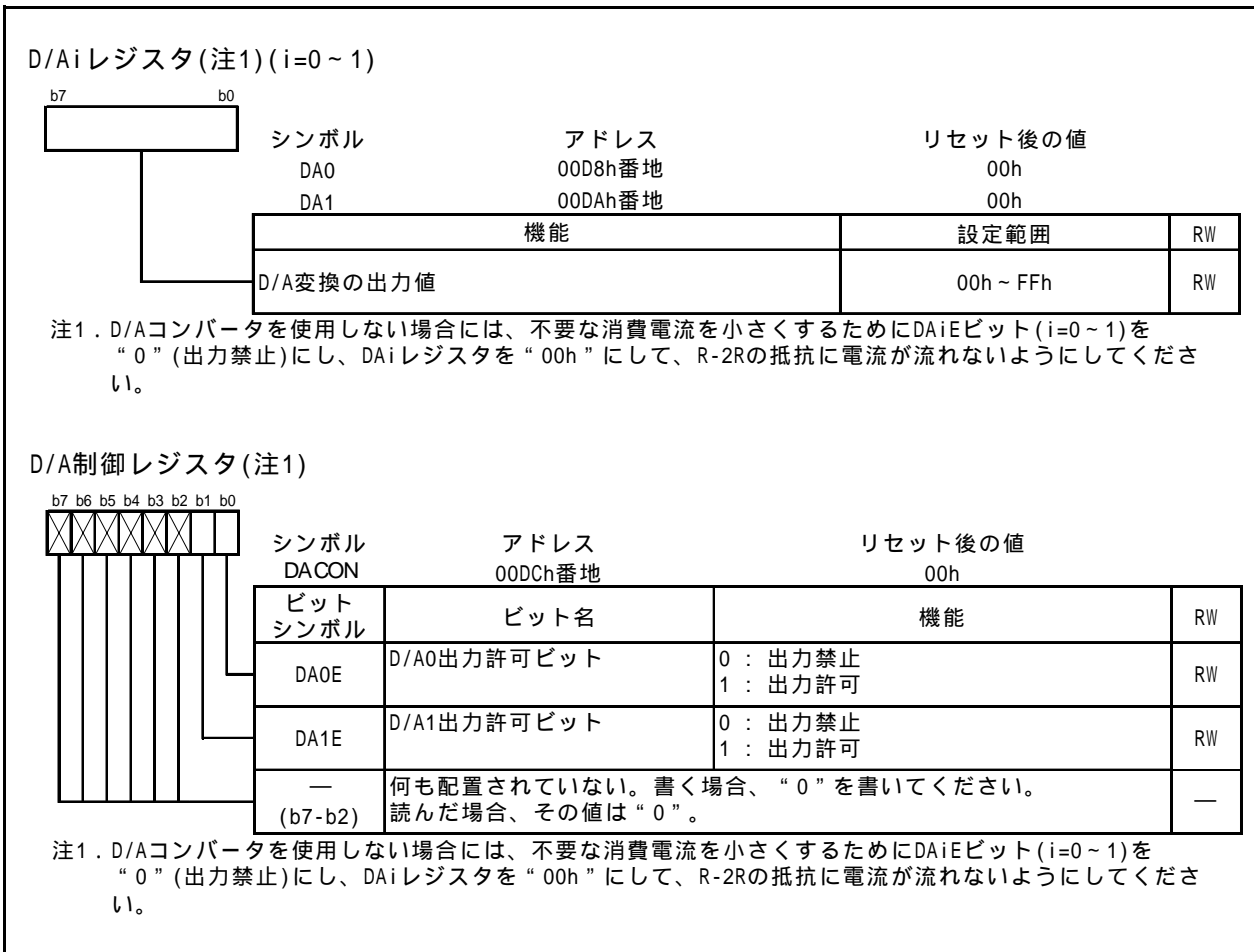 D/Aiレジスタ(注1)(i=0~1)
b7 b0
シンボル アドレス リセット後の値
DA0 00D8h番地 00h
DA1 00DAh番地 00h
機能 設定範囲 RW
D/A変換の出力値 00h~FFh RW
注1.D/Aコンバータを使用しない場合には、不要な消費電流を小さくするためにDAiEビット(i=0~1)を
“0”(出力禁止)にし、DAiレジスタを“00h”にして、R-2Rの抵抗に電流が流れないようにしてくださ
い。
D/A制御レジスタ(注1)
b7 b6 b5 b4 b3 b2 b1 b0
シンボル アドレス リセット後の値
DACON 00DCh番地 00h
ビット
シンボル ビット名 機能 RW
DA0E D/A0出力許可ビット 0 : 出力禁止
1 : 出力許可 RW
DA1E D/A1出力許可ビット 0 : 出力禁止
1 : 出力許可 RW
— 何も配置されていない。書く場合、“0”を書いてください。
(b7-b2) 読んだ場合、その値は“0”。 —
注1.D/Aコンバータを使用しない場合には、不要な消費電流を小さくするためにDAiEビット(i=0~1)を
“0”(出力禁止)にし、DAiレジスタを“00h”にして、R-2Rの抵抗に電流が流れないようにしてくださ
い。